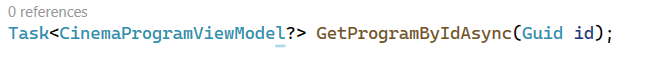 0 references
Task<CinemaProgramViewModel?> GetProgramByIdAsync(Guid id);